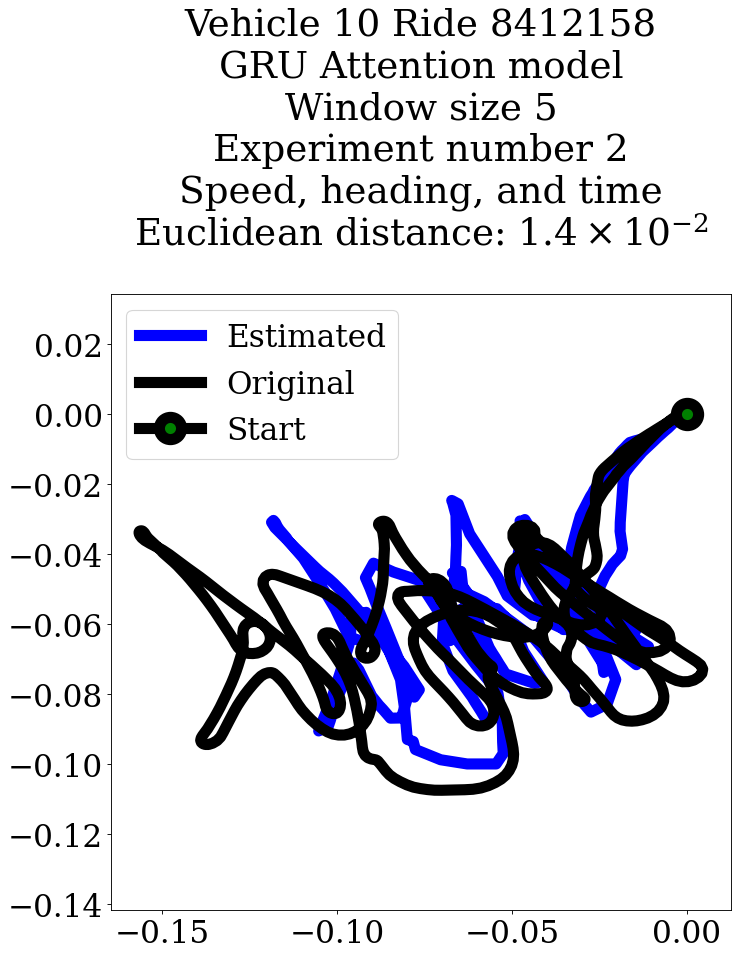 Vehicle 10 Ride 8412158
GRU Attention model
Window size 5
Experiment number 2
Speed, heading, and time
Euclidean distance: 1.4 × 10⁻²
Estimated
Original
Start
0.02
0.00
−0.02
−0.04
−0.06
−0.08
−0.10
−0.12
−0.14
−0.15
−0.10
−0.05
0.00